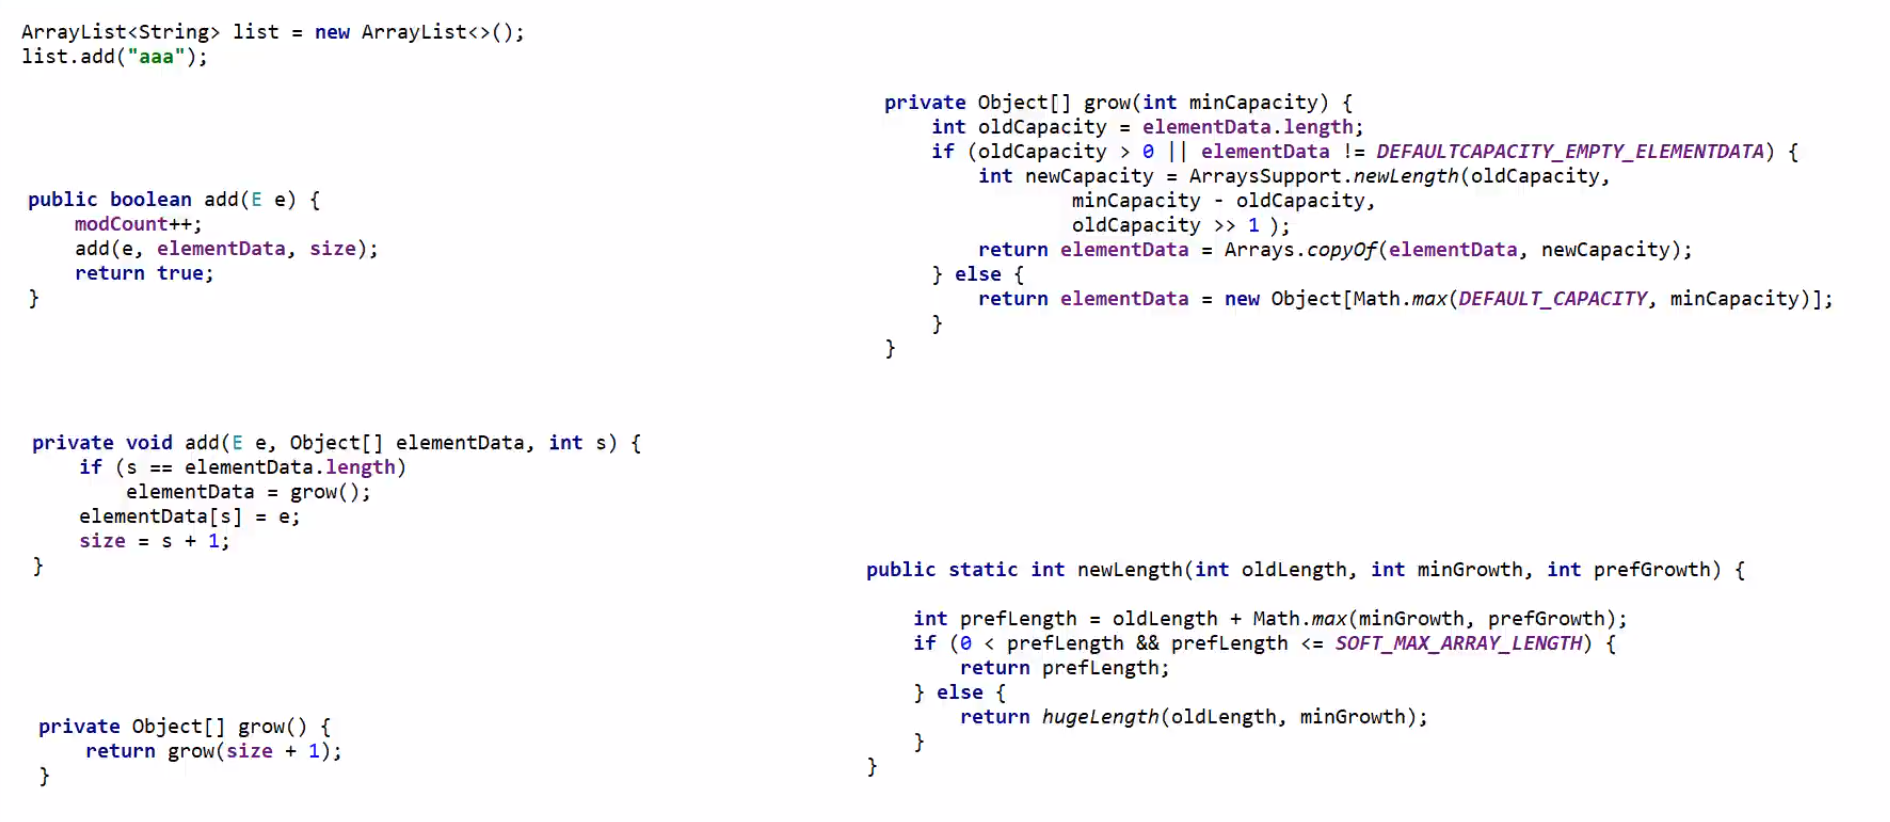 ArrayList<String> list = new ArrayList<>();
list.add("aaa");
public boolean add(E e) {
    modCount++;
    add(e, elementData, size);
    return true;
}
private void add(E e, Object[] elementData, int s) {
    if (s == elementData.length)
        elementData = grow();
    elementData[s] = e;
    size = s + 1;
}
private Object[] grow() {
    return grow(size + 1);
}
private Object[] grow(int minCapacity) {
    int oldCapacity = elementData.length;
    if (oldCapacity > 0 || elementData != DEFAULTCAPACITY_EMPTY_ELEMENTDATA) {
        int newCapacity = ArraysSupport.newLength(oldCapacity,
                minCapacity - oldCapacity,
                oldCapacity >> 1 );
        return elementData = Arrays.copyOf(elementData, newCapacity);
    } else {
        return elementData = new Object[Math.max(DEFAULT_CAPACITY, minCapacity)];
    }
}
public static int newLength(int oldLength, int minGrowth, int prefGrowth) {
    int prefLength = oldLength + Math.max(minGrowth, prefGrowth);
    if (0 < prefLength && prefLength <= SOFT_MAX_ARRAY_LENGTH) {
        return prefLength;
    } else {
        return hugeLength(oldLength, minGrowth);
    }
}